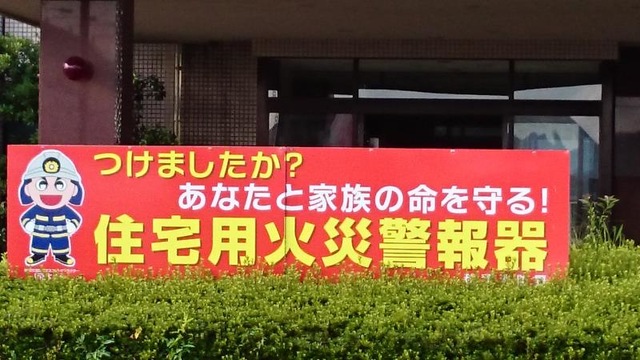 つけましたか?
あなたと家族の命を守る!
住宅用火災警報器